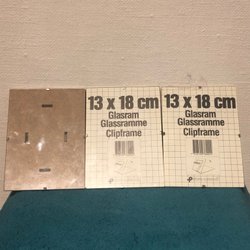 13 x 18 cm
Glasram
Glassramme
Clipframe
13 x 18 cm
Glasram
Glassramme
Clipframe